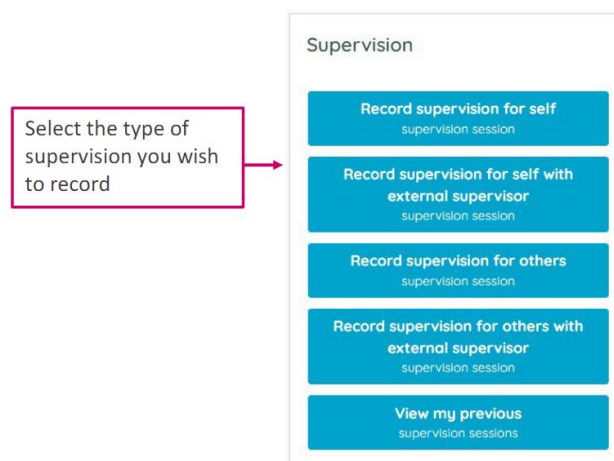 Supervision
Select the type of
supervision you wish
to record
Record supervision for self
supervision session
Record supervision for self with
external supervisor
supervision session
Record supervision for others
supervision session
Record supervision for others with
external supervisor
supervision session
View my previous
supervision sessions